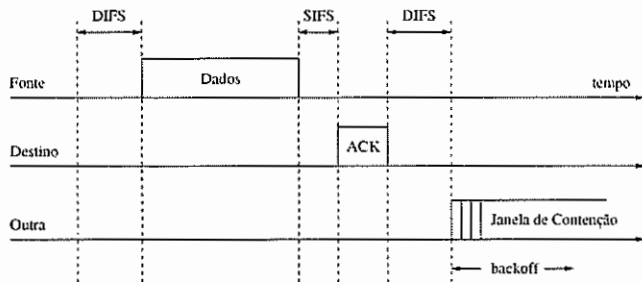 DIFS SIFS DIFS
Fonte Dados tempo
Destino ACK
Outra Janela de Contenção
backoff